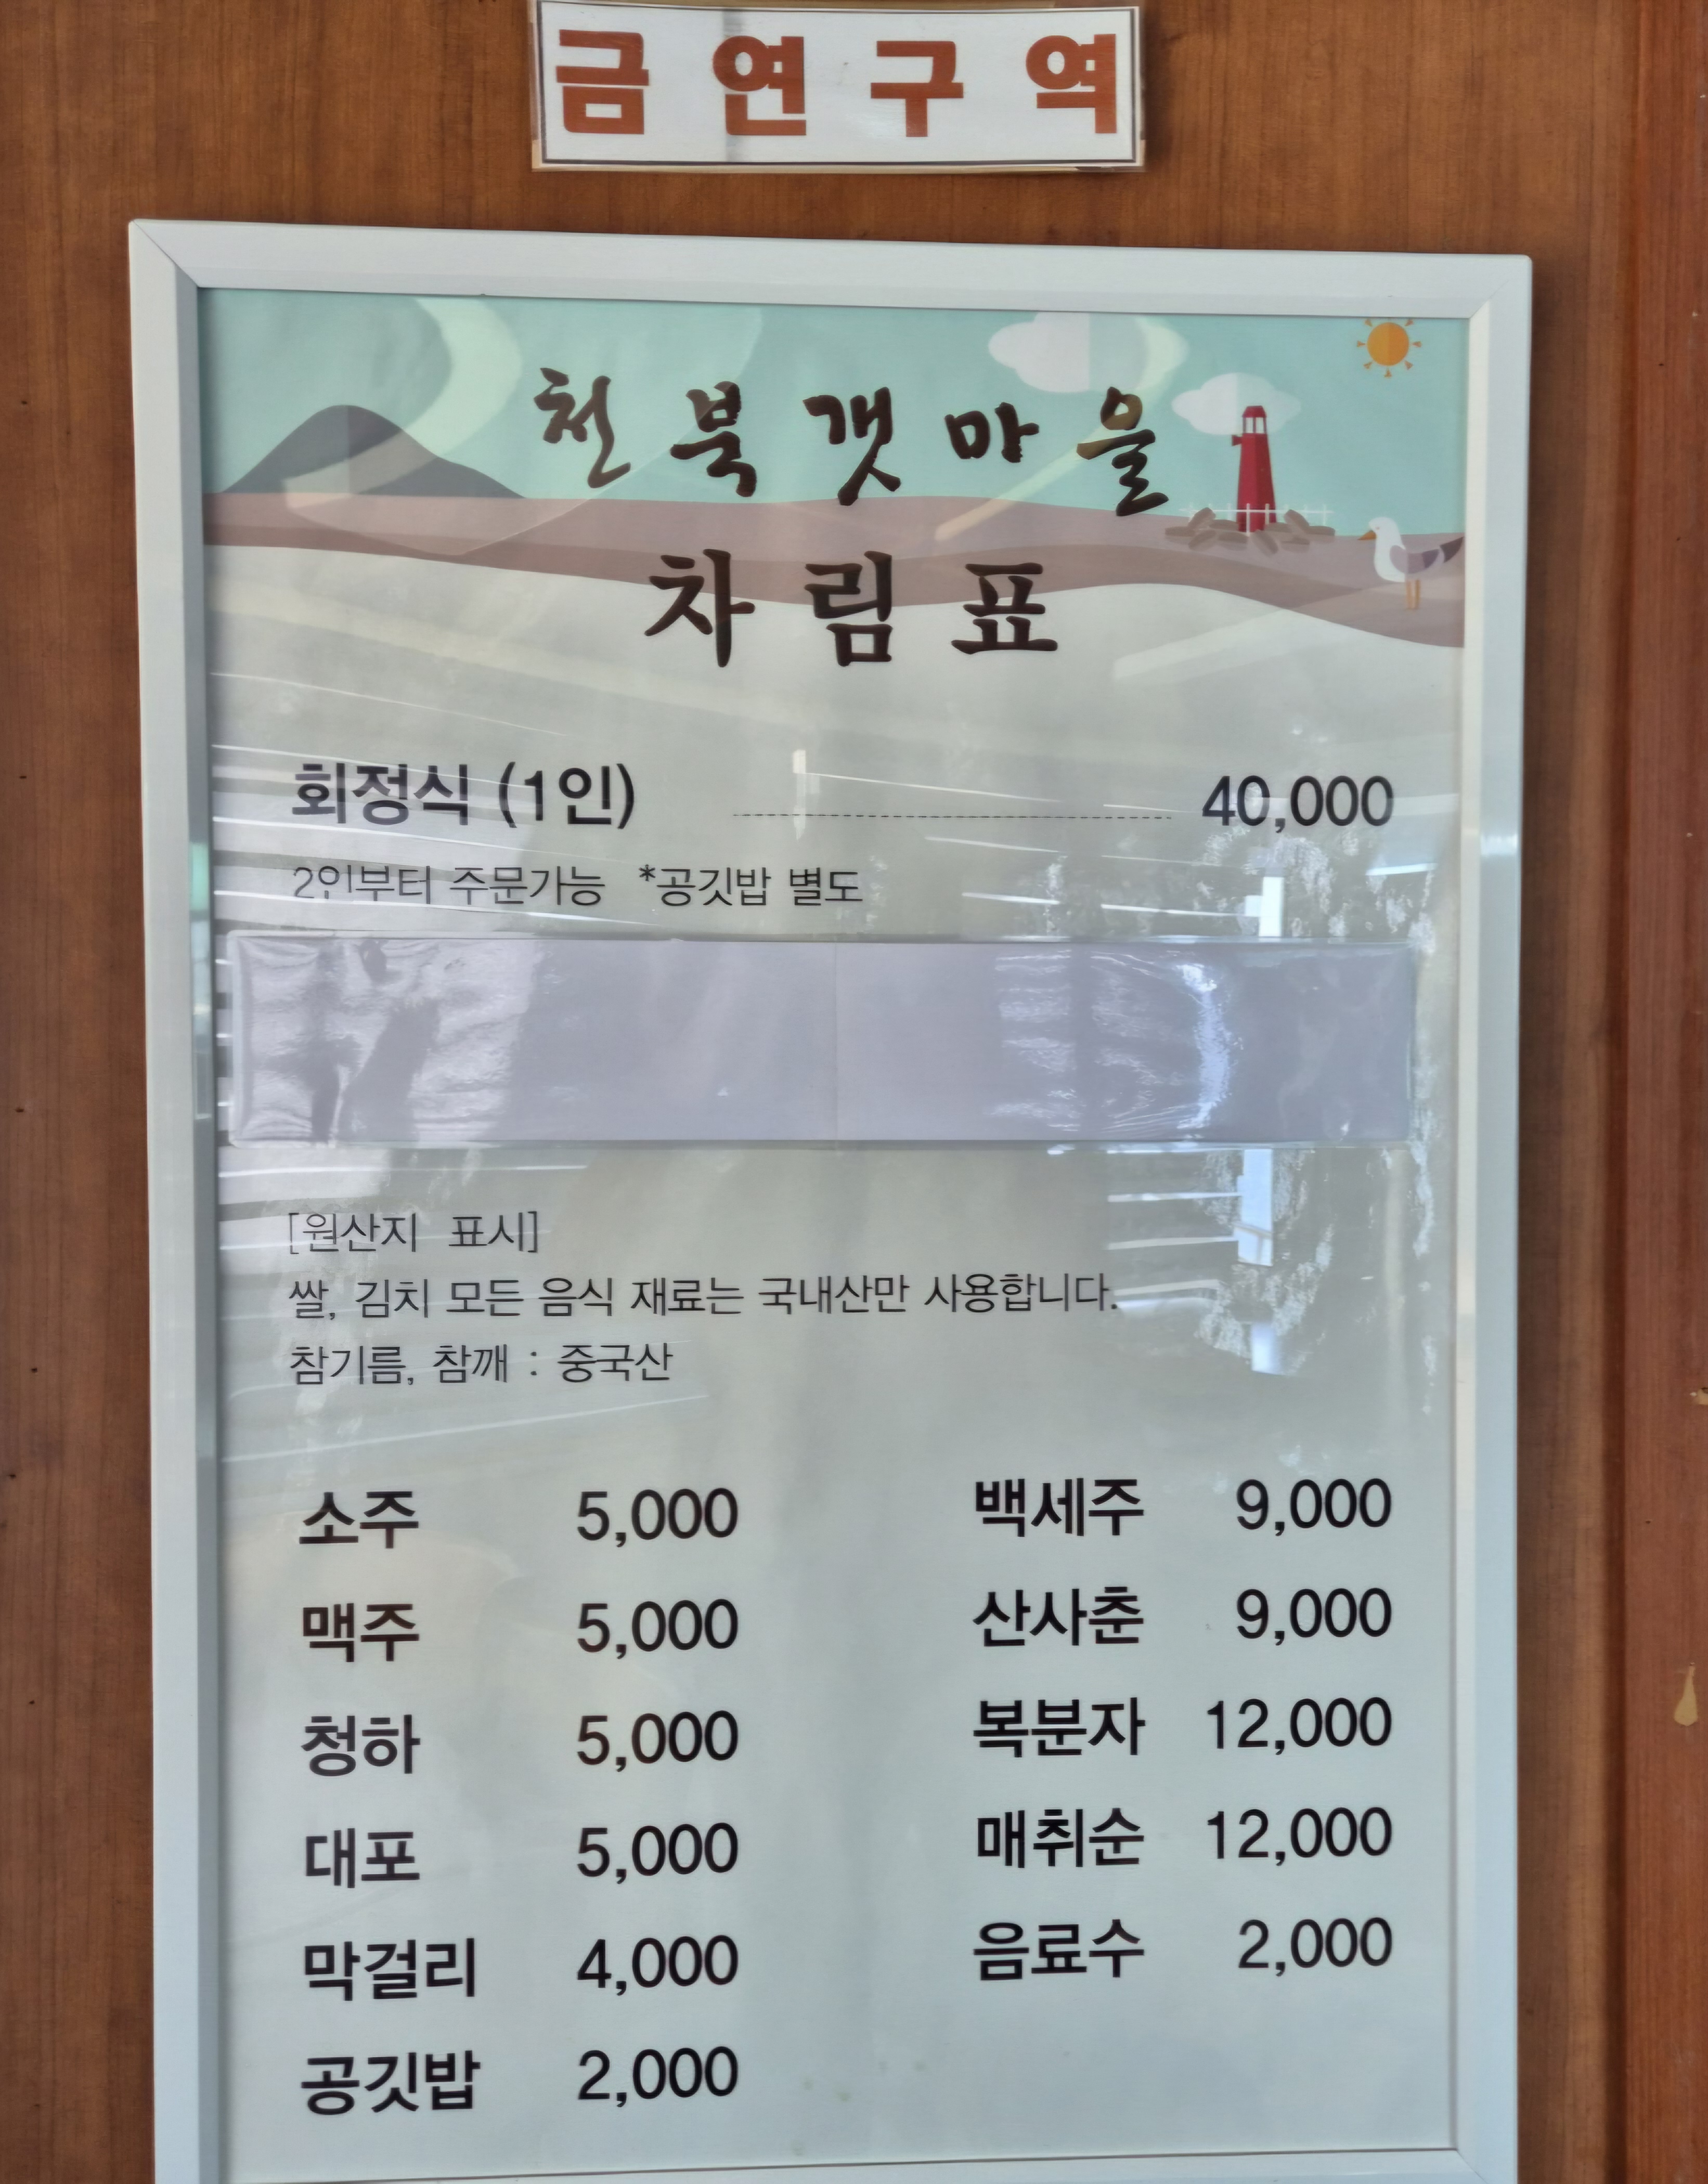 금연구역
천북갯마을
차림표
회정식 (1인) 40,000
2인부터 주문가능 *공깃밥 별도
[원산지 표시]
쌀, 김치 모든 음식 재료는 국내산만 사용합니다.
참기름, 참깨 : 중국산
소주 5,000 백세주 9,000
맥주 5,000 산사춘 9,000
청하 5,000 복분자 12,000
대포 5,000 매취순 12,000
막걸리 4,000 음료수 2,000
공깃밥 2,000